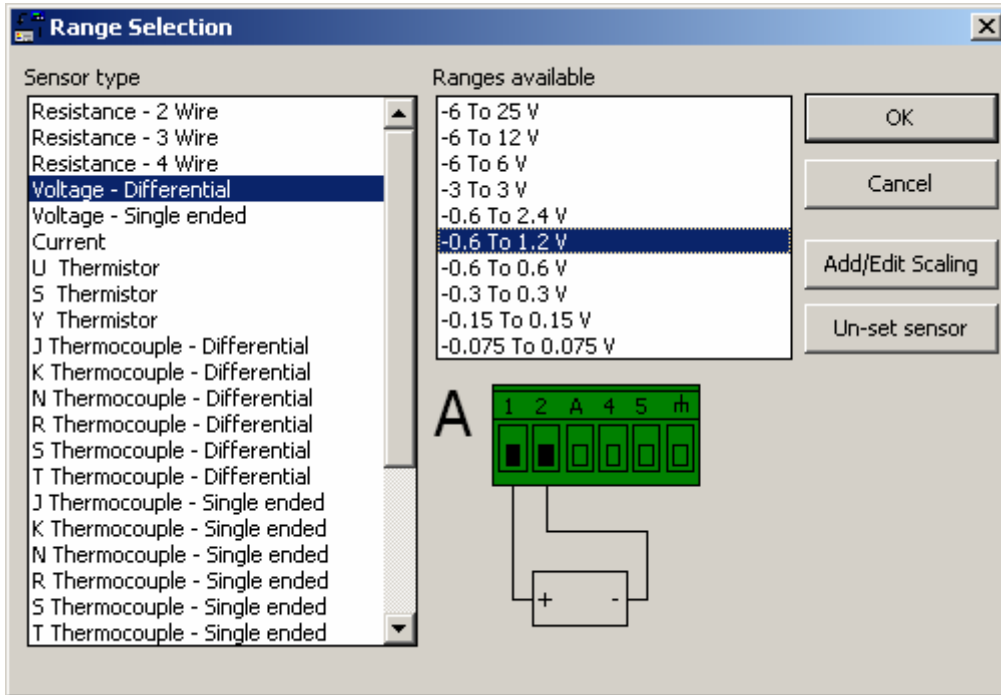 Range Selection
Sensor type
Resistance - 2 Wire
Resistance - 3 Wire
Resistance - 4 Wire
Voltage - Differential
Voltage - Single ended
Current
U  Thermistor
S  Thermistor
Y  Thermistor
J Thermocouple - Differential
K Thermocouple - Differential
N Thermocouple - Differential
R Thermocouple - Differential
S Thermocouple - Differential
T Thermocouple - Differential
J Thermocouple - Single ended
K Thermocouple - Single ended
N Thermocouple - Single ended
R Thermocouple - Single ended
S Thermocouple - Single ended
T Thermocouple - Single ended
Ranges available
-6 To 25 V
-6 To 12 V
-6 To 6 V
-3 To 3 V
-0.6 To 2.4 V
-0.6 To 1.2 V
-0.6 To 0.6 V
-0.3 To 0.3 V
-0.15 To 0.15 V
-0.075 To 0.075 V
OK
Cancel
Add/Edit Scaling
Un-set sensor
A
1 2 A 4 5
+ -